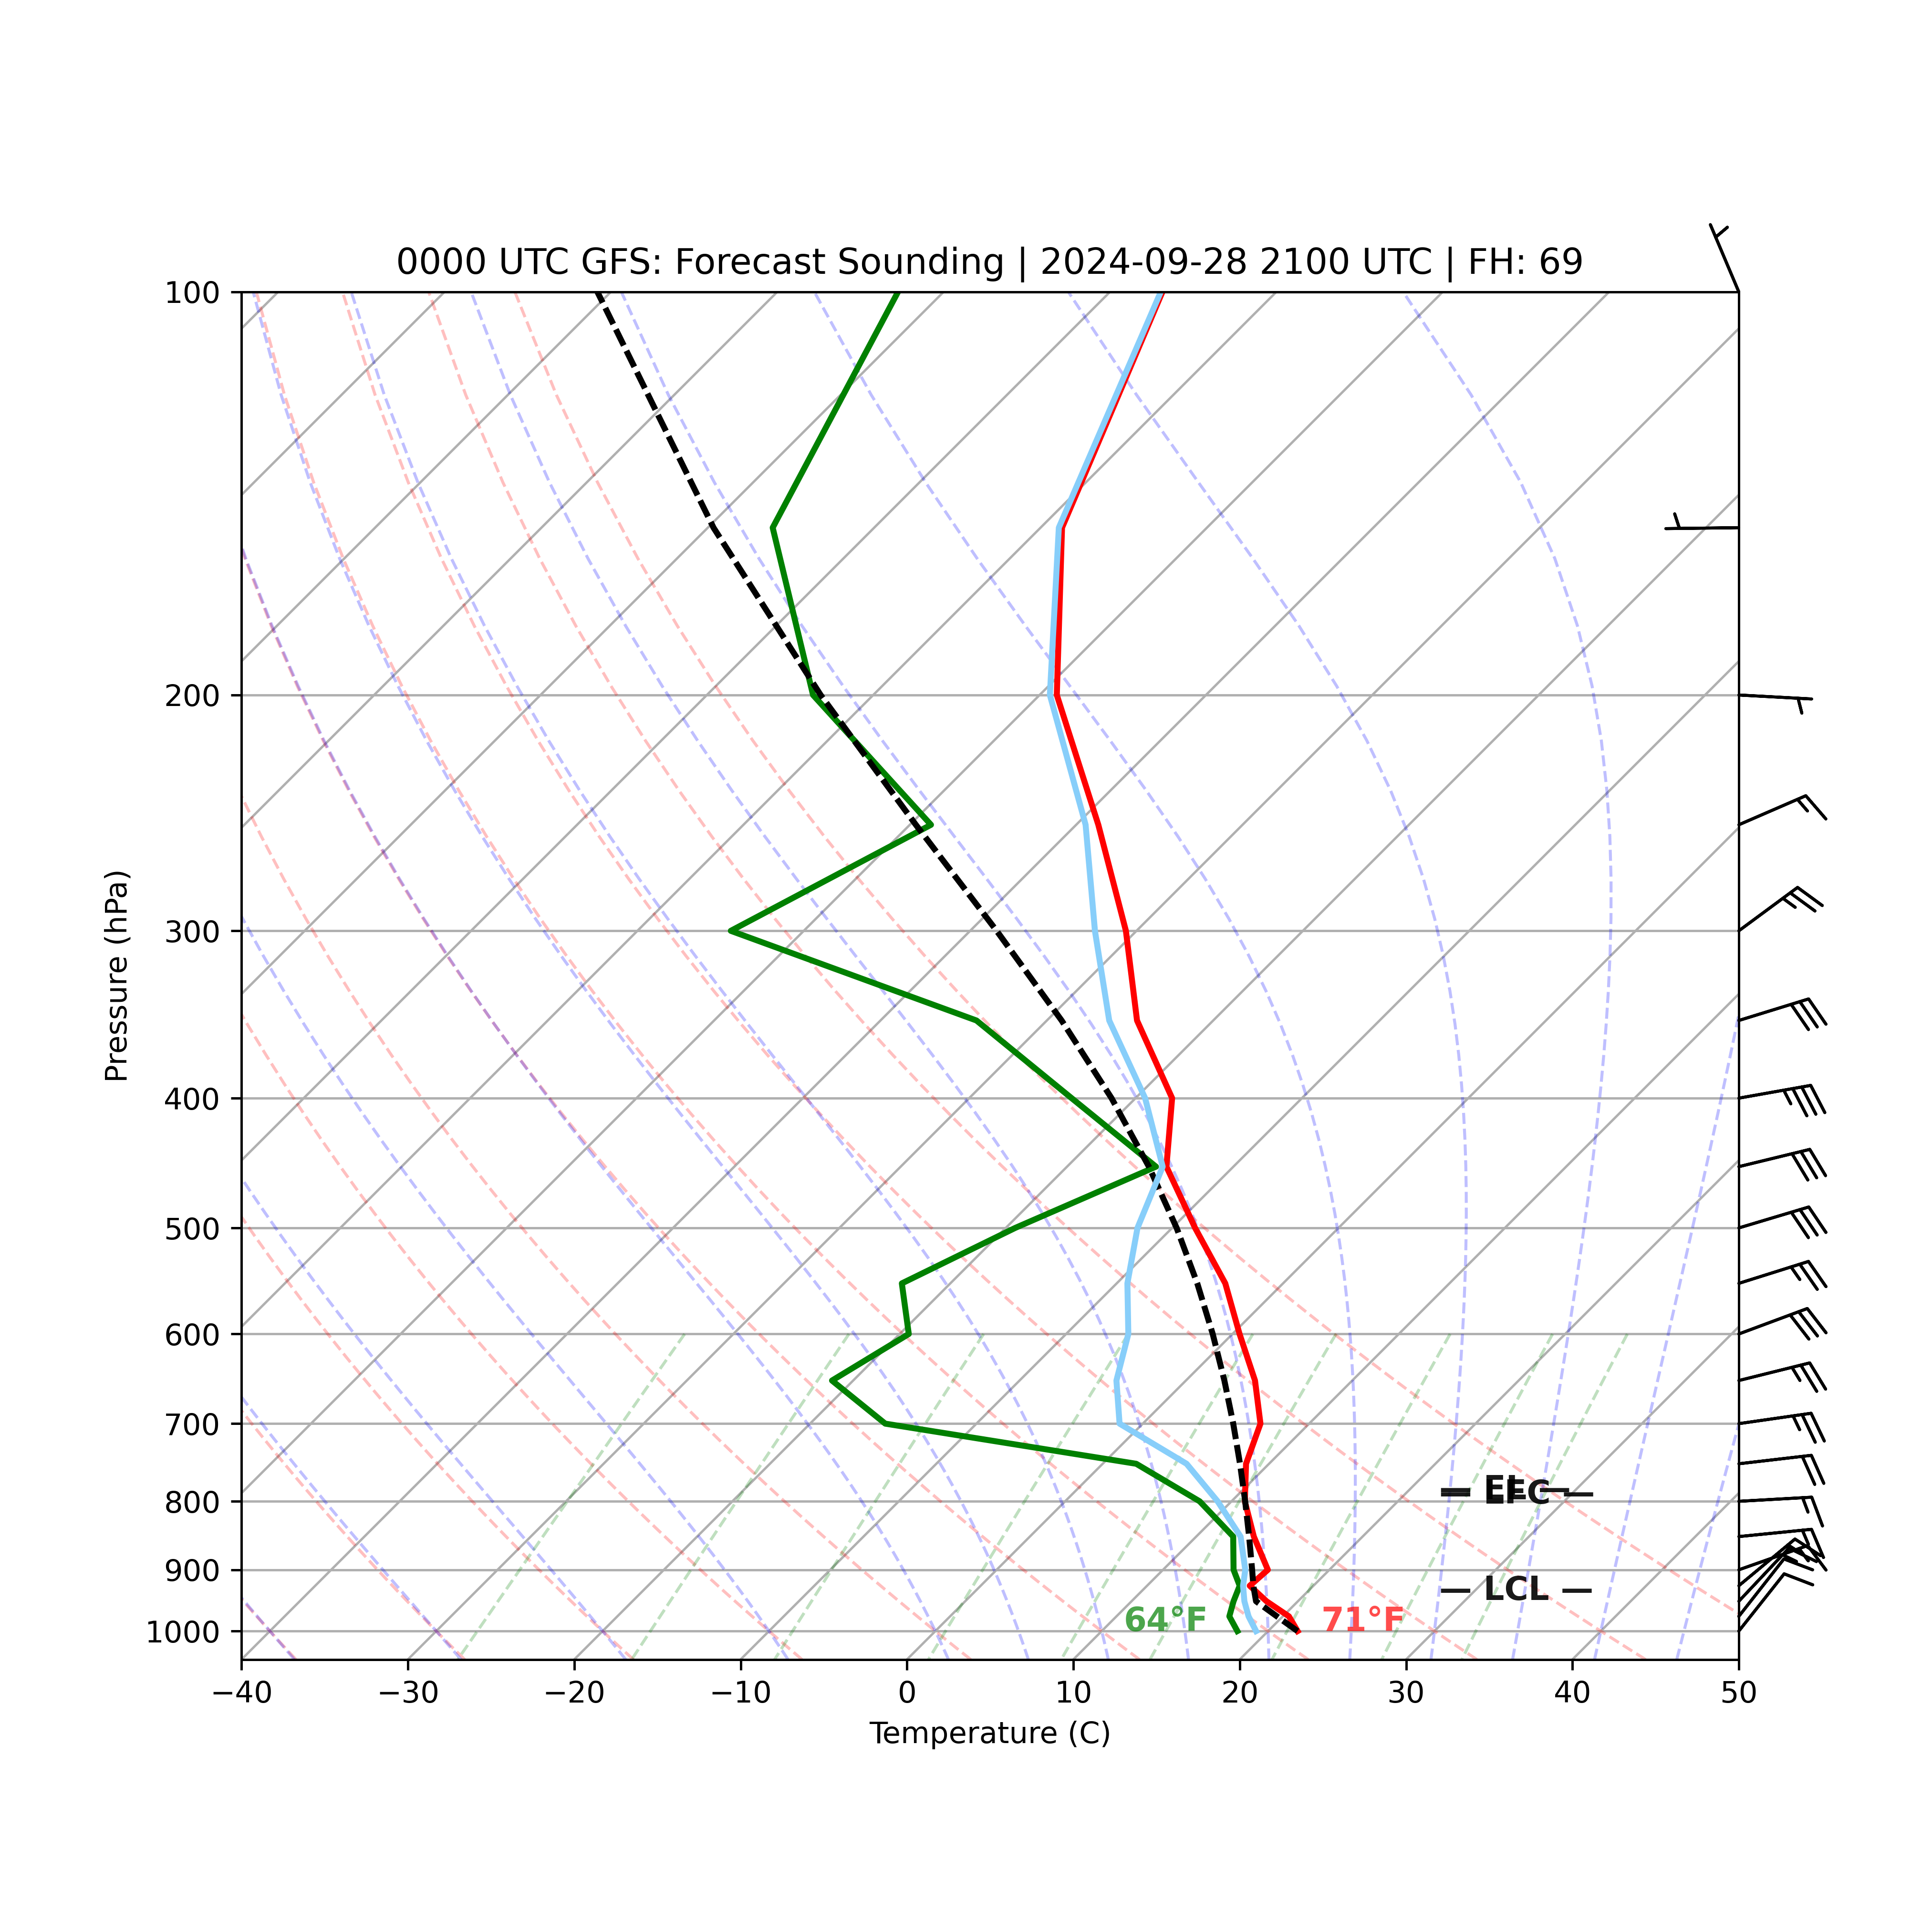 0000 UTC GFS: Forecast Sounding | 2024-09-28 2100 UTC | FH: 69
100
200
300
400
500
600
700
800
900
1000
Pressure (hPa)
— EL —
— LFC —
— LCL —
64°F
71°F
−40 −30 −20 −10 0 10 20 30 40 50
Temperature (C)